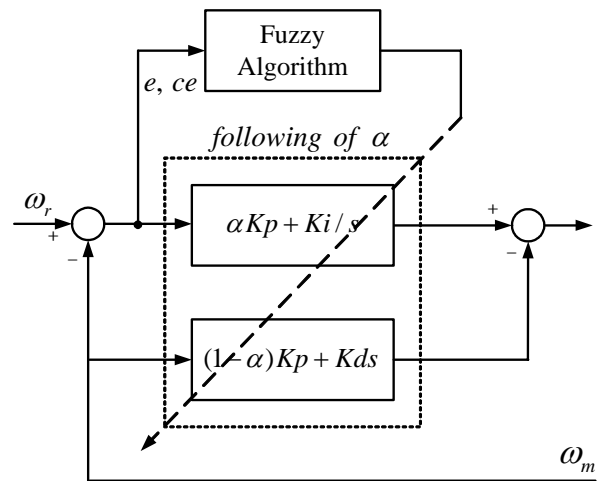 Fuzzy
Algorithm
e, ce
following of α
ω_r
+
−
αKp + Ki / s
+
−
(1 − α)Kp + Kds
ω_m